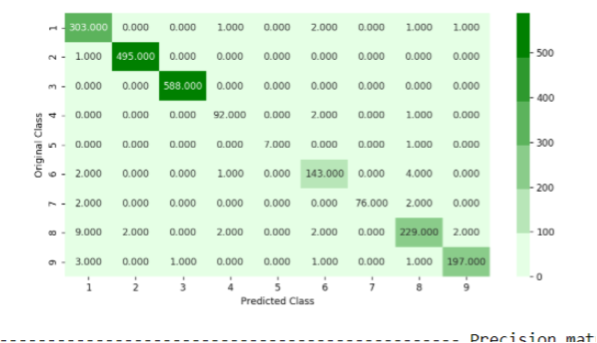 1 303.000 0.000 0.000 1.000 0.000 2.000 0.000 1.000 1.000
2 1.000 495.000 0.000 0.000 0.000 0.000 0.000 0.000 0.000 500
3 0.000 0.000 588.000 0.000 0.000 0.000 0.000 0.000 0.000 400
4 0.000 0.000 0.000 92.000 0.000 2.000 0.000 1.000 0.000
Original Class
5 0.000 0.000 0.000 0.000 7.000 0.000 0.000 1.000 0.000 300
6 2.000 0.000 0.000 1.000 0.000 143.000 0.000 4.000 0.000 200
7 2.000 0.000 0.000 0.000 0.000 0.000 76.000 2.000 0.000
8 9.000 2.000 0.000 2.000 0.000 2.000 0.000 229.000 2.000 100
9 3.000 0.000 1.000 0.000 0.000 1.000 0.000 1.000 197.000 0
1 2 3 4 5 6 7 8 9
Predicted Class
------------------------------------------------ Precision mat